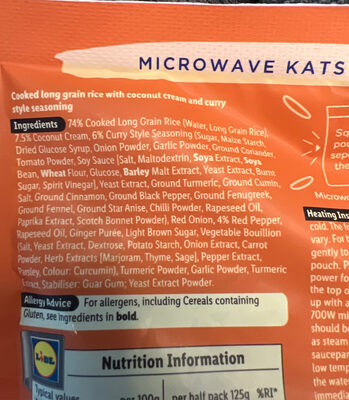 MICROWAVE KATS
Cooked long grain rice with coconut cream and curry
style seasoning
Ingredients 74% Cooked Long Grain Rice (Water, Long Grain Rice),
7.5% Coconut Cream, 6% Curry Style Seasoning (Sugar, Maize Starch,
Dried Glucose Syrup, Onion Powder, Garlic Powder, Ground Coriander,
Tomato Powder, Soy Sauce [Salt, Maltodextrin, Soya Extract, Soya
Bean, Wheat Flour, Glucose, Barley Malt Extract, Yeast Extract, Burnt
Sugar, Spirit Vinegar], Yeast Extract, Ground Turmeric, Ground Cumin,
Salt, Ground Cinnamon, Ground Black Pepper, Ground Fenugreek,
Ground Fennel, Ground Star Anise, Chilli Powder, Rapeseed Oil,
Paprika Extract, Scotch Bonnet Powder), Red Onion, 4% Red Pepper,
Rapeseed Oil, Ginger Purée, Light Brown Sugar, Vegetable Bouillon
(Salt, Yeast Extract, Dextrose, Potato Starch, Onion Extract, Carrot
Powder, Herb Extracts [Marjoram, Thyme, Sage], Pepper Extract,
Parsley, Colour: Curcumin), Turmeric Powder, Garlic Powder, Turmeric
Extract, Stabiliser: Guar Gum; Yeast Extract Powder.
Allergy Advice For allergens, including Cereals containing
Gluten, see ingredients in bold.
LIDL
Nutrition Information
Typical values per 100g per half pack 125g %RI*
Microw
Heating Ins
cold. The i
vary. For t
gently to
pouch. P
power fo
the top o
up with a
700W mi
should b
as steam
saucepan
low temp
the wate
immedia